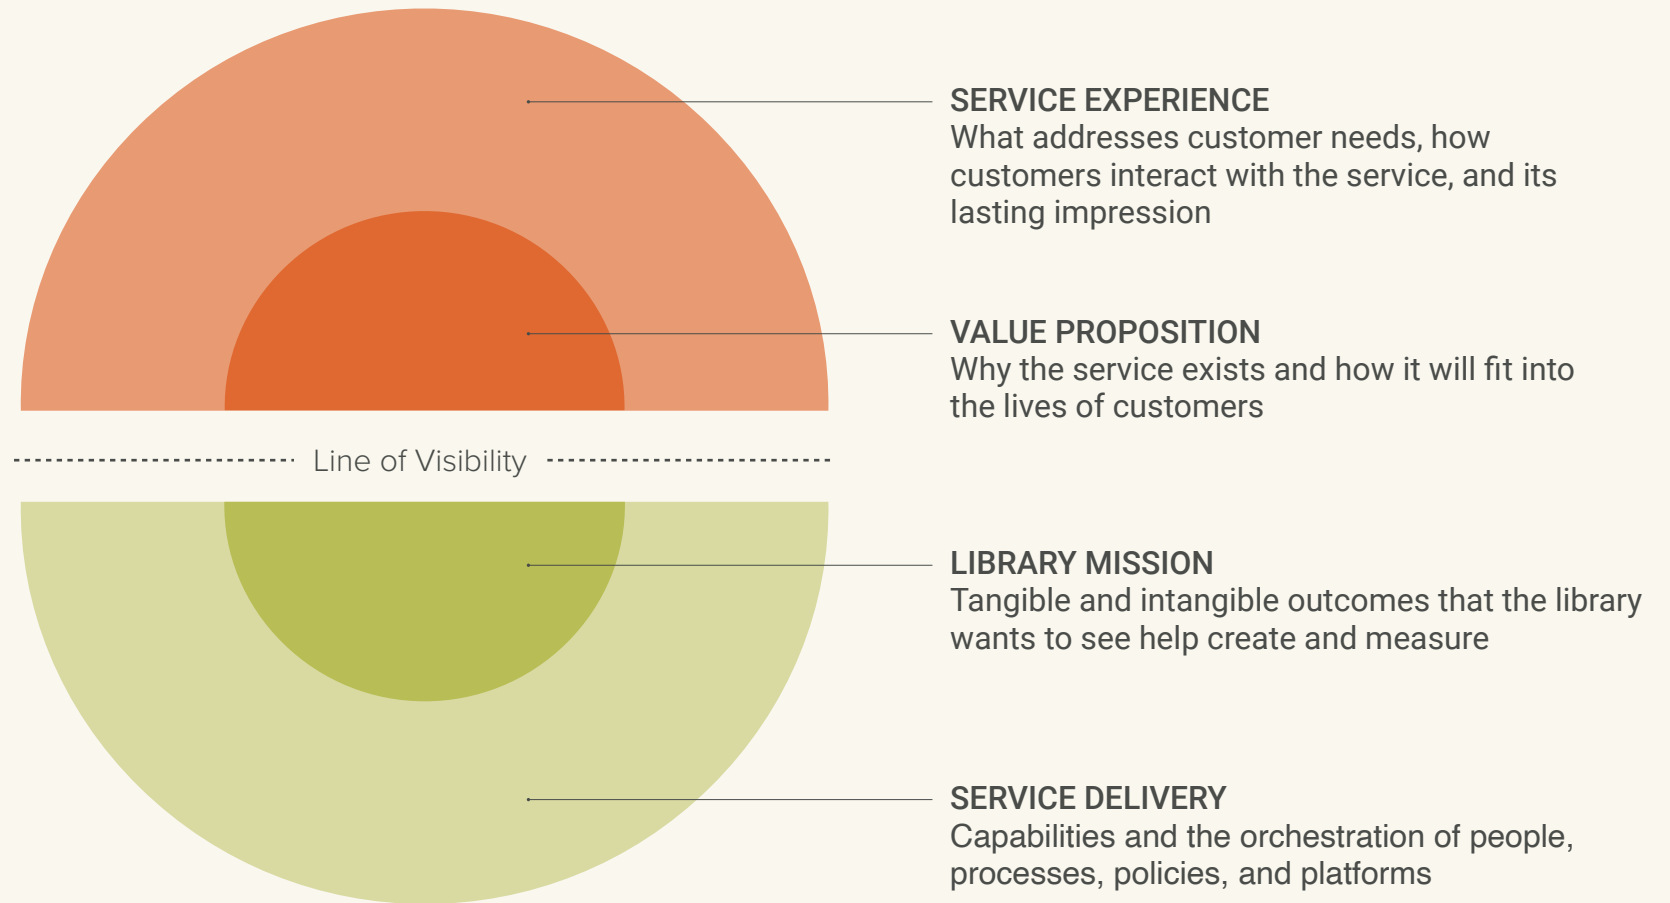 SERVICE EXPERIENCE
What addresses customer needs, how
customers interact with the service, and its
lasting impression
VALUE PROPOSITION
Why the service exists and how it will fit into
the lives of customers
Line of Visibility
LIBRARY MISSION
Tangible and intangible outcomes that the library
wants to see help create and measure
SERVICE DELIVERY
Capabilities and the orchestration of people,
processes, policies, and platforms